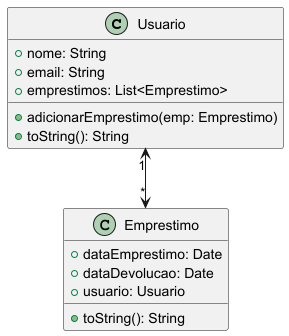 C Usuario
nome: String
email: String
emprestimos: List<Emprestimo>
adicionarEmprestimo(emp: Emprestimo)
toString(): String
1
*
C Emprestimo
dataEmprestimo: Date
dataDevolucao: Date
usuario: Usuario
toString(): String